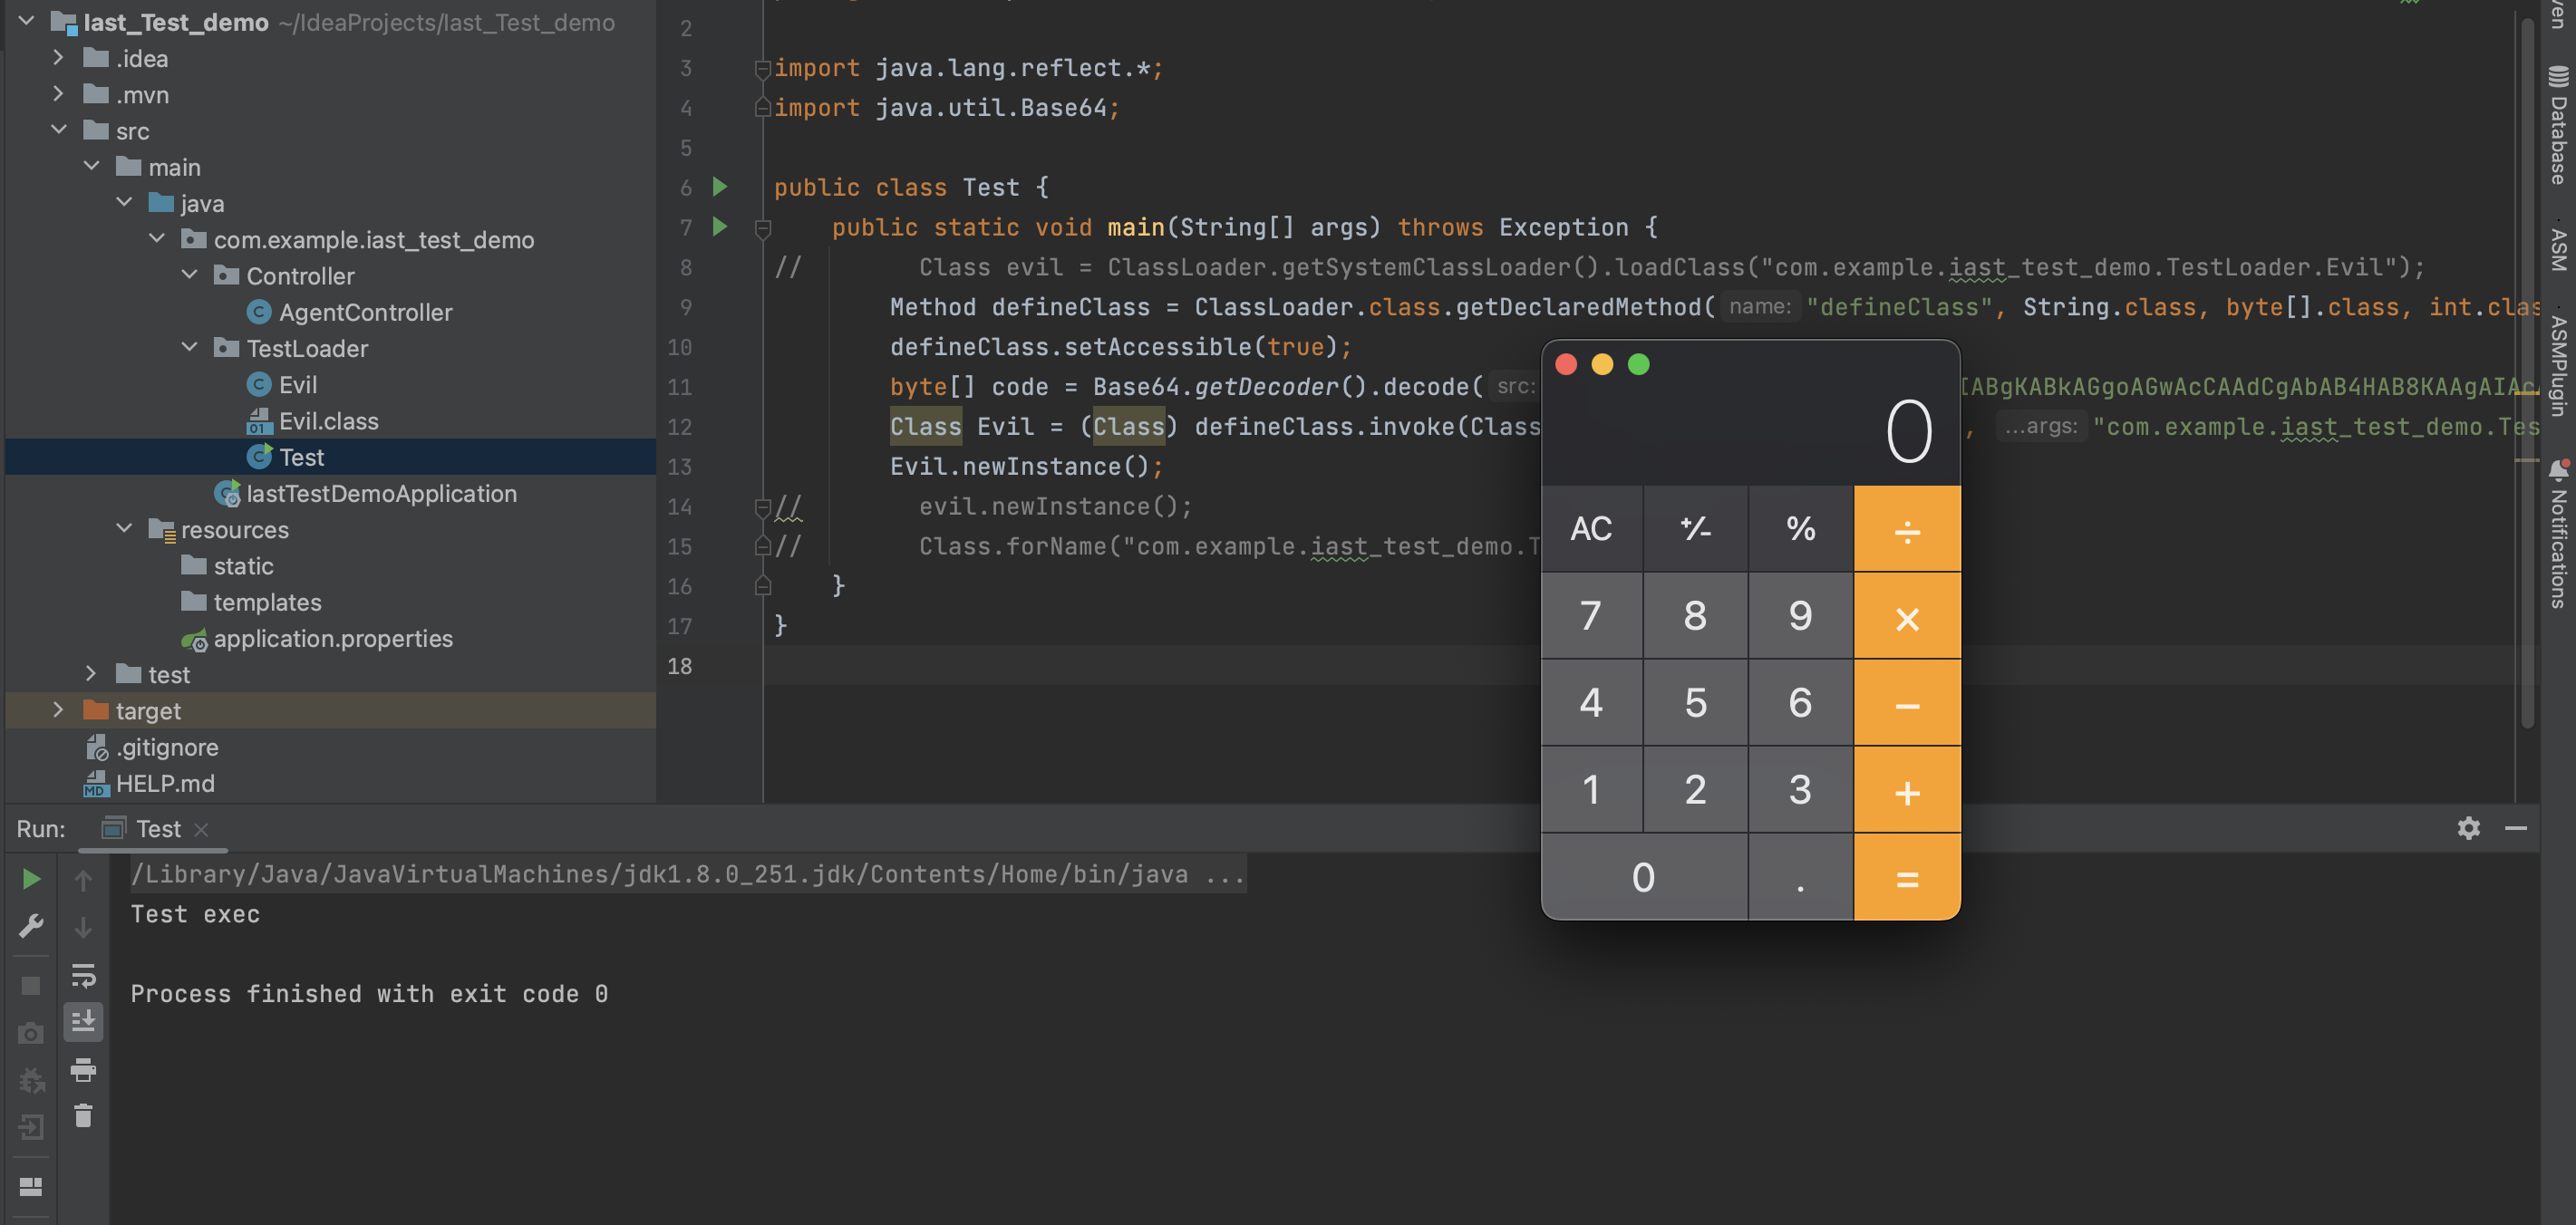 Iast_Test_demo ~/IdeaProjects/Iast_Test_demo
.idea
.mvn
src
main
java
com.example.iast_test_demo
Controller
AgentController
TestLoader
Evil
Evil.class
Test
IastTestDemoApplication
resources
static
templates
application.properties
test
target
.gitignore
HELP.md
2
3 import java.lang.reflect.*;
4 import java.util.Base64;
5
6 public class Test {
7 public static void main(String[] args) throws Exception {
8 // Class evil = ClassLoader.getSystemClassLoader().loadClass("com.example.iast_test_demo.TestLoader.Evil");
9 Method defineClass = ClassLoader.class.getDeclaredMethod( name: "defineClass", String.class, byte[].class, int.clas
10 defineClass.setAccessible(true);
11 byte[] code = Base64.getDecoder().decode( src: IABgKABkAGgoAGwAcCAAdCgAbAB4HAB8KAAgAIAcA
12 Class Evil = (Class) defineClass.invoke(Class , ...args: "com.example.iast_test_demo.Tes
13 Evil.newInstance();
14 // evil.newInstance();
15 // Class.forName("com.example.iast_test_demo.T
16 }
17 }
18
AC +/- % ÷
0
7 8 9 ×
4 5 6 −
1 2 3 +
0 . =
ven
Database
ASM
ASMPlugin
Notifications
Run: Test
/Library/Java/JavaVirtualMachines/jdk1.8.0_251.jdk/Contents/Home/bin/java ...
Test exec
Process finished with exit code 0